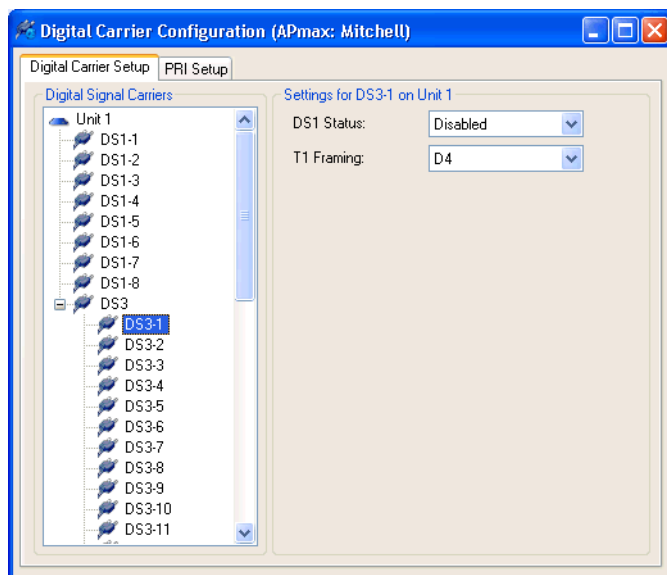 Digital Carrier Configuration (APmax: Mitchell)
Digital Carrier Setup
PRI Setup
Digital Signal Carriers
Unit 1
DS1-1
DS1-2
DS1-3
DS1-4
DS1-5
DS1-6
DS1-7
DS1-8
DS3
DS3-1
DS3-2
DS3-3
DS3-4
DS3-5
DS3-6
DS3-7
DS3-8
DS3-9
DS3-10
DS3-11
Settings for DS3-1 on Unit 1
DS1 Status: Disabled
T1 Framing: D4